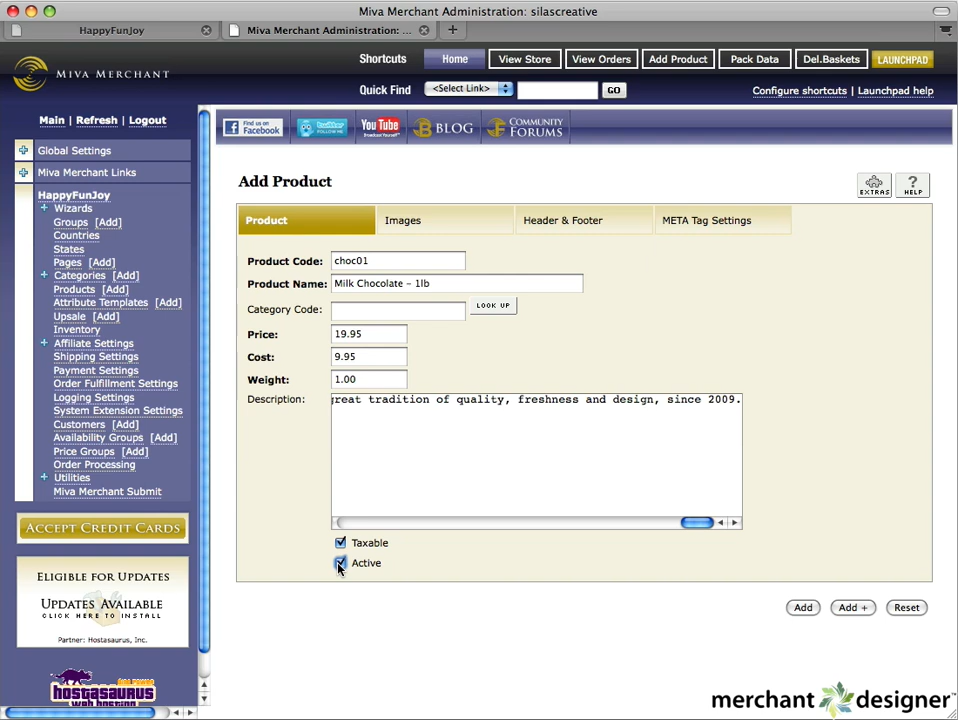 Miva Merchant Administration: silascreative
HappyFunJoy
Miva Merchant Administration: ...
MIVA MERCHANT
Shortcuts
Home
View Store
View Orders
Add Product
Pack Data
Del.Baskets
LAUNCHPAD
Quick Find
<Select Link>
GO
Configure shortcuts | Launchpad help
Main | Refresh | Logout
Global Settings
Miva Merchant Links
HappyFunJoy
Wizards
Groups [Add]
Countries
States
Pages [Add]
Categories [Add]
Products [Add]
Attribute Templates [Add]
Upsale [Add]
Inventory
Affiliate Settings
Shipping Settings
Payment Settings
Order Fulfillment Settings
Logging Settings
System Extension Settings
Customers [Add]
Availability Groups [Add]
Price Groups [Add]
Order Processing
Utilities
Miva Merchant Submit
ACCEPT CREDIT CARDS
ELIGIBLE FOR UPDATES
UPDATES AVAILABLE
CLICK HERE TO INSTALL
Partner: Hostasaurus, Inc.
hostasaurus
web hosting
Find us on
Facebook
twitter
FOLLOW ME
YouTube
Broadcast Yourself
BLOG
COMMUNITY
FORUMS
Add Product
EXTRAS
?
HELP
Product
Images
Header & Footer
META Tag Settings
Product Code: choc01
Product Name: Milk Chocolate – 1lb
Category Code:
LOOK UP
Price: 19.95
Cost: 9.95
Weight: 1.00
Description: great tradition of quality, freshness and design, since 2009.
Taxable
Active
Add
Add +
Reset
merchant designer™